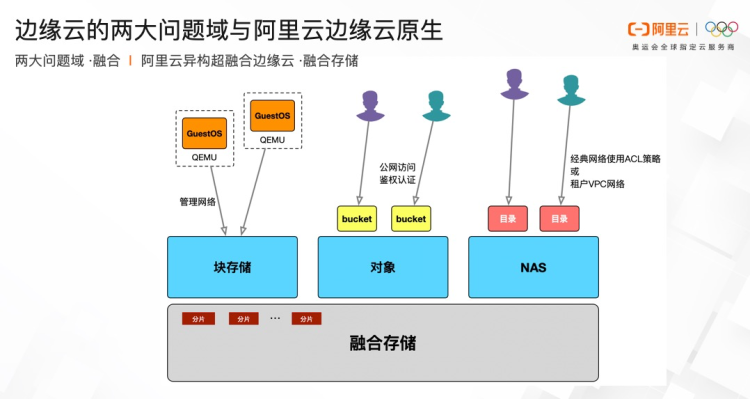 边缘云的两大问题域与阿里云边缘云原生
阿里云
奥运会全球指定云服务商
两大问题域 ·融合 | 阿里云异构超融合边缘云 ·融合存储
GuestOS
QEMU
GuestOS
QEMU
管理网络
公网访问
鉴权认证
经典网络使用ACL策略
或
租户VPC网络
bucket
bucket
目录
目录
块存储
对象
NAS
分片
分片
···
分片
融合存储